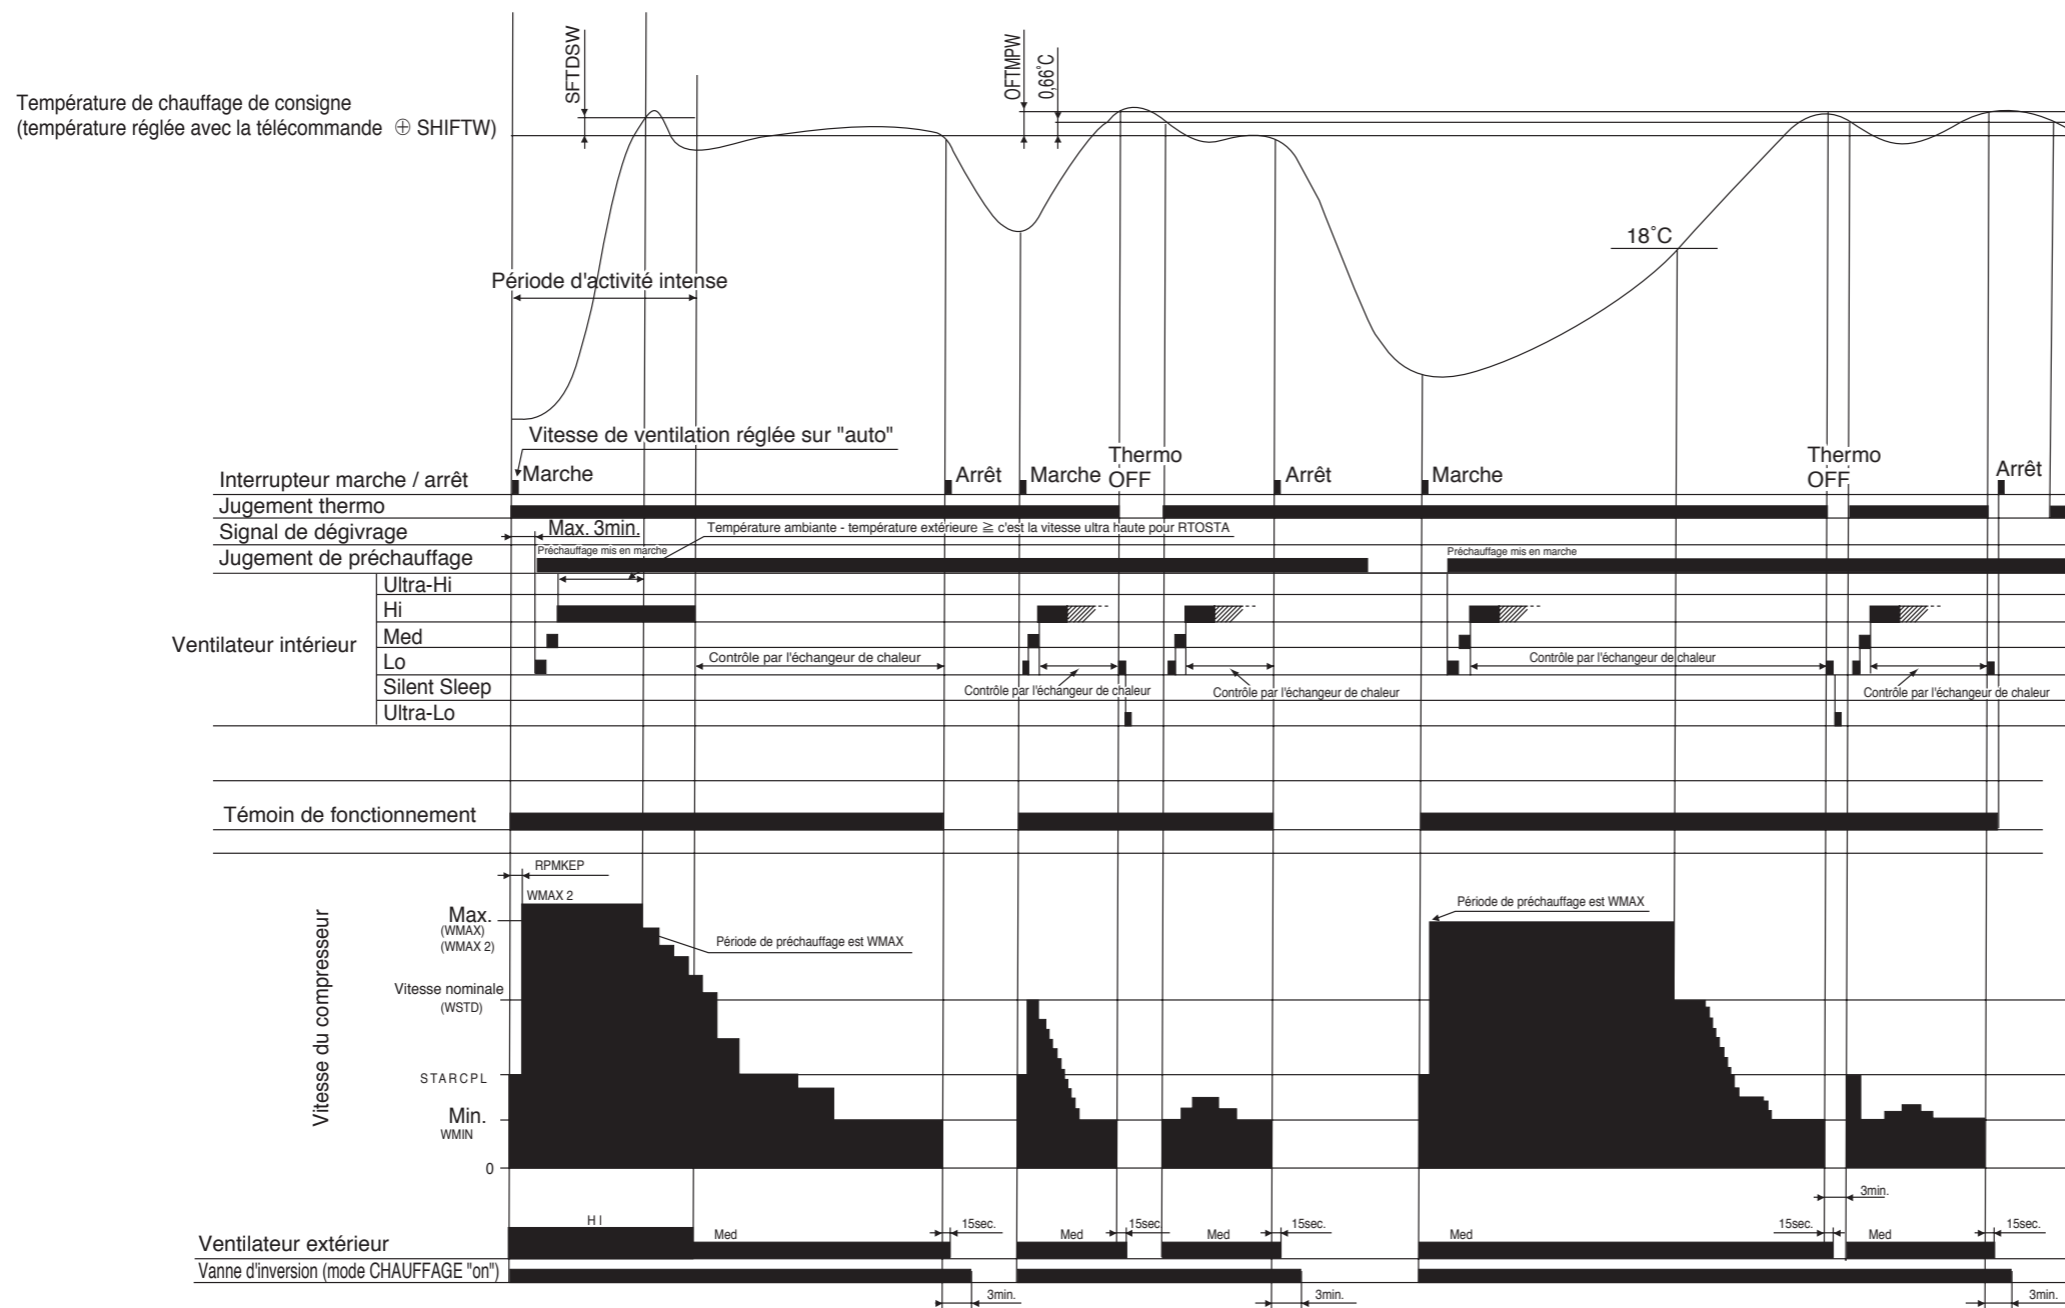 SFTDSW
OFTMPW
0,66°C
Température de chauffage de consigne
(température réglée avec la télécommande ⊕ SHIFTW)
18°C
Période d'activité intense
Vitesse de ventilation réglée sur "auto"
Interrupteur marche / arrêt
Marche
Arrêt
Marche
Thermo
OFF
Arrêt
Marche
Thermo
OFF
Arrêt
Jugement thermo
Signal de dégivrage
Max. 3min.
Température ambiante - température extérieure ≧ c'est la vitesse ultra haute pour RTOSTA
Jugement de préchauffage
Préchauffage mis en marche
Préchauffage mis en marche
Ventilateur intérieur
Ultra-Hi
Hi
Med
Lo
Silent Sleep
Ultra-Lo
Contrôle par l'échangeur de chaleur
Contrôle par l'échangeur de chaleur
Contrôle par l'échangeur de chaleur
Contrôle par l'échangeur de chaleur
Contrôle par l'échangeur de chaleur
Témoin de fonctionnement
RPMKEP
WMAX 2
Vitesse du compresseur
Max.
(WMAX)
(WMAX 2)
Période de préchauffage est WMAX
Période de préchauffage est WMAX
Vitesse nominale
(WSTD)
STARCPL
Min.
WMIN
0
3min.
Ventilateur extérieur
HI
Med
15sec.
Med
15sec
Med
15sec.
Med
15sec.
Med
15sec.
Vanne d'inversion (mode CHAUFFAGE "on")
3min.
3min.
3min.